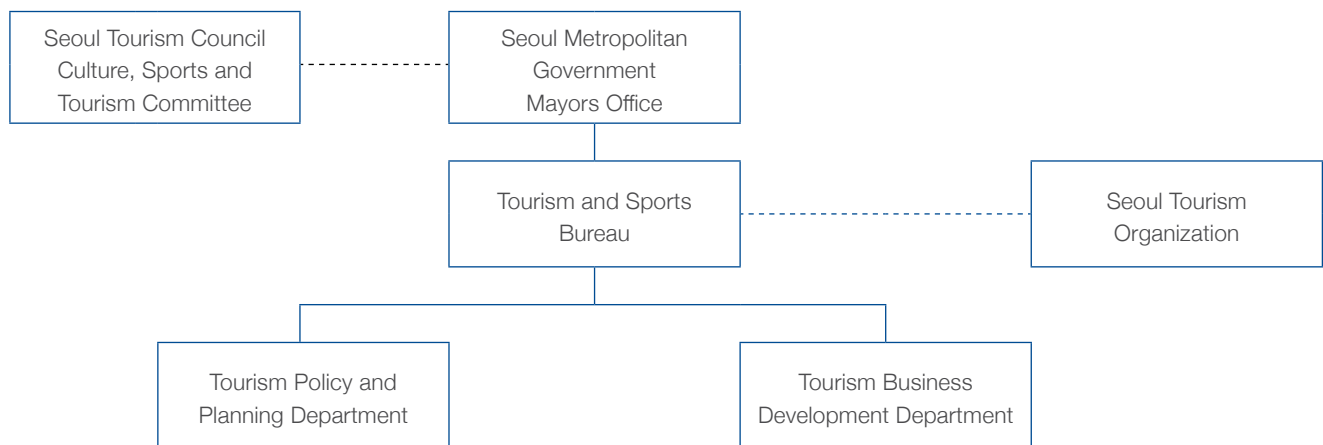 Seoul Tourism Council
Culture, Sports and
Tourism Committee
Seoul Metropolitan
Government
Mayors Office
Tourism and Sports
Bureau
Seoul Tourism
Organization
Tourism Policy and
Planning Department
Tourism Business
Development Department